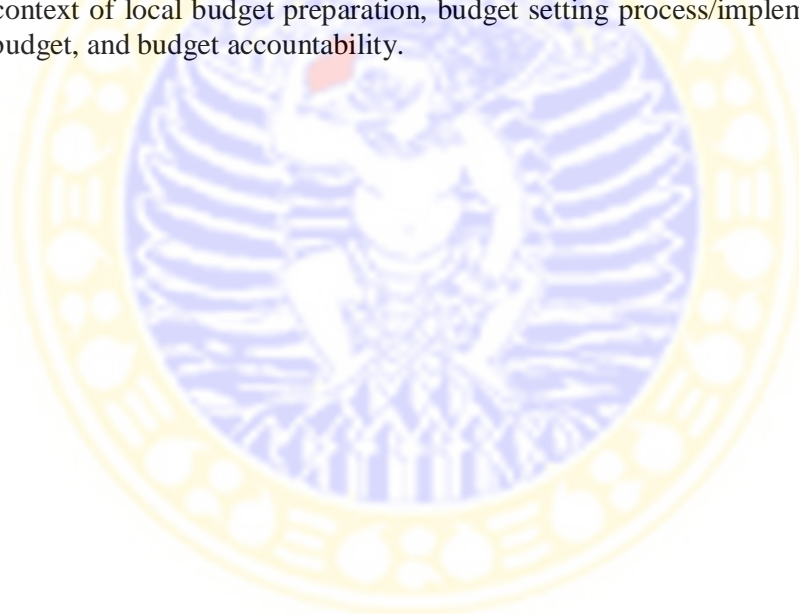 context of local budget preparation, budget setting process/implem
budget, and budget accountability.